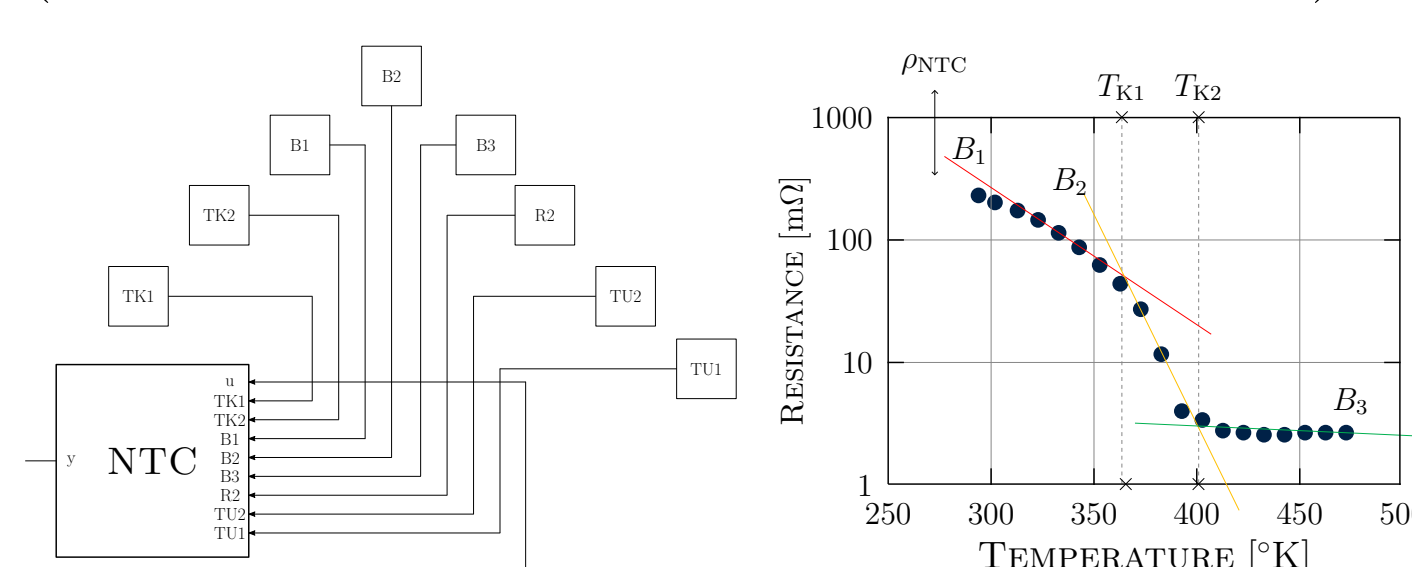 B2
B1
B3
TK2
R2
TK1
TU2
TU1
u
TK1
TK2
B1
B2
B3
R2
TU2
TU1
y
NTC
ρNTC
TK1
TK2
1000
100
10
1
B1
B2
B3
RESISTANCE [mΩ]
250 300 350 400 450 50
TEMPERATURE [°K]